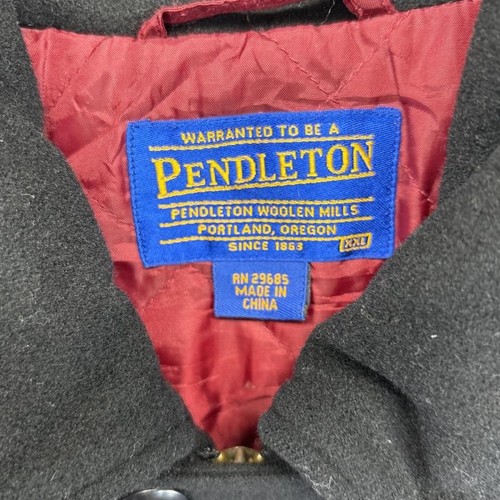 WARRANTED TO BE A
PENDLETON
PENDLETON WOOLEN MILLS
PORTLAND, OREGON
SINCE 1863
XXL
RN 29685
MADE IN
CHINA